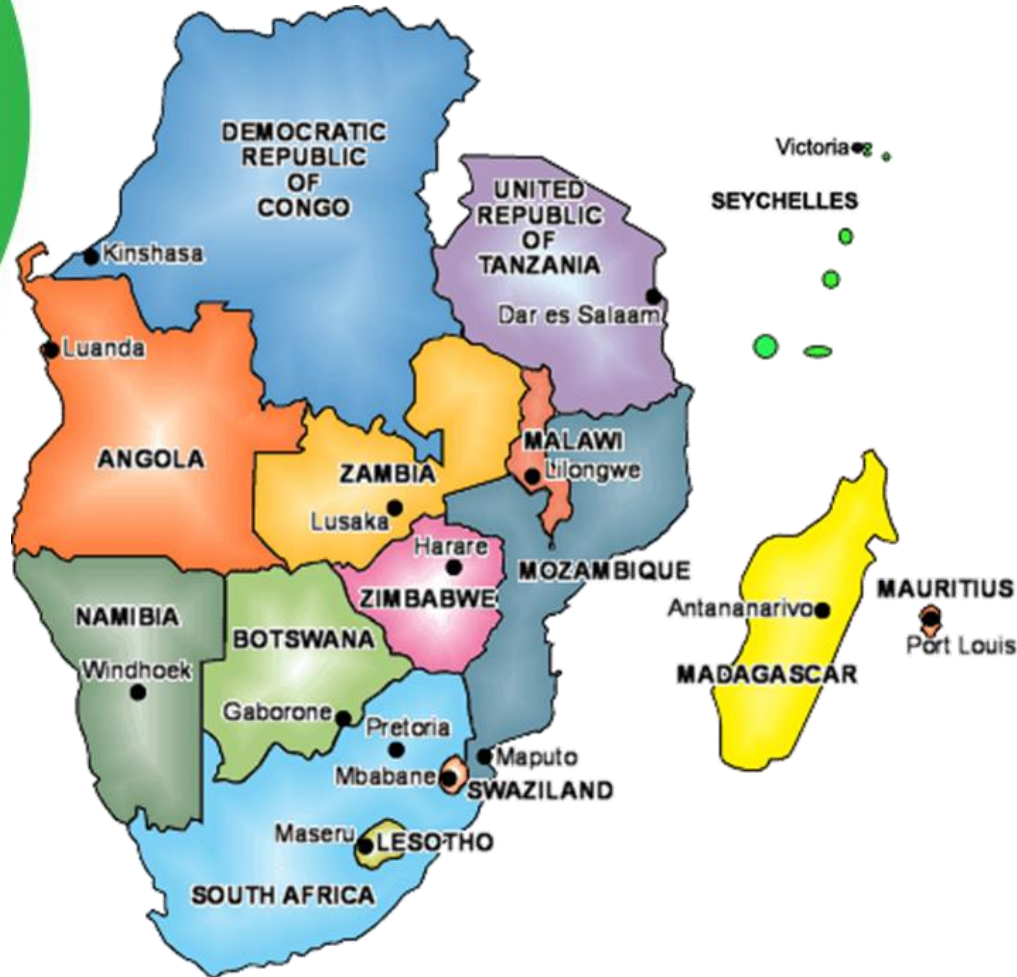 DEMOCRATIC
REPUBLIC
OF
CONGO
Victoria
UNITED
REPUBLIC
OF
TANZANIA
SEYCHELLES
Kinshasa
Dar es Salaam
Luanda
ANGOLA
ZAMBIA
MALAWI
Lilongwe
Lusaka
Harare
MOZAMBIQUE
ZIMBABWE
NAMIBIA
BOTSWANA
Antananarivo
MAURITIUS
Port Louis
Windhoek
MADAGASCAR
Gaborone
Pretoria
Maputo
Mbabane
SWAZILAND
Maseru
LESOTHO
SOUTH AFRICA